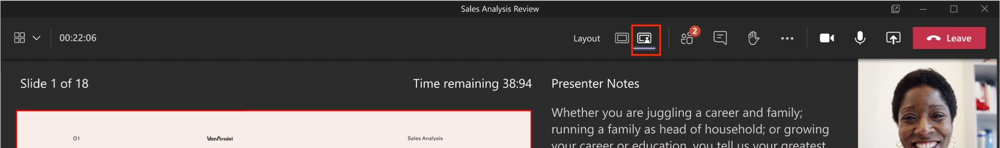 Sales Analysis Review
00:22:06
Layout
2
Leave
Slide 1 of 18
Time remaining 38:94
Presenter Notes
Whether you are juggling a career and family;
running a family as head of household; or growing
your career or education, you tell us your greatest
Q1
VanArsdel
Sales Analysis